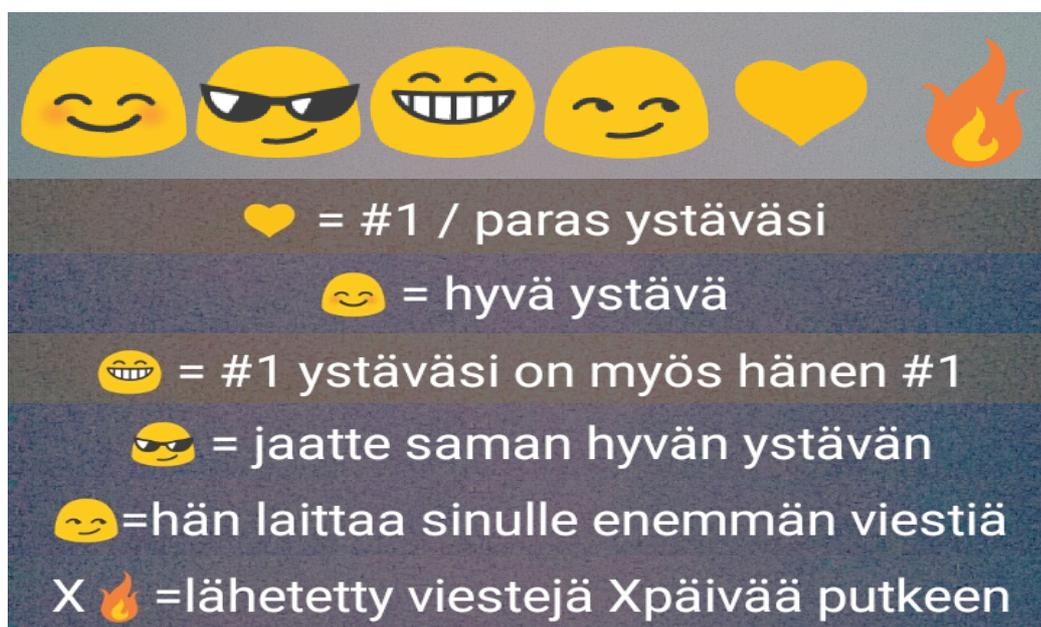 💛 = #1 / paras ystäväsi
😊 = hyvä ystävä
😁 = #1 ystäväsi on myös hänen #1
😎 = jaatte saman hyvän ystävän
😏=hän laittaa sinulle enemmän viestiä
X 🔥 =lähetetty viestejä Xpäivää putkeen